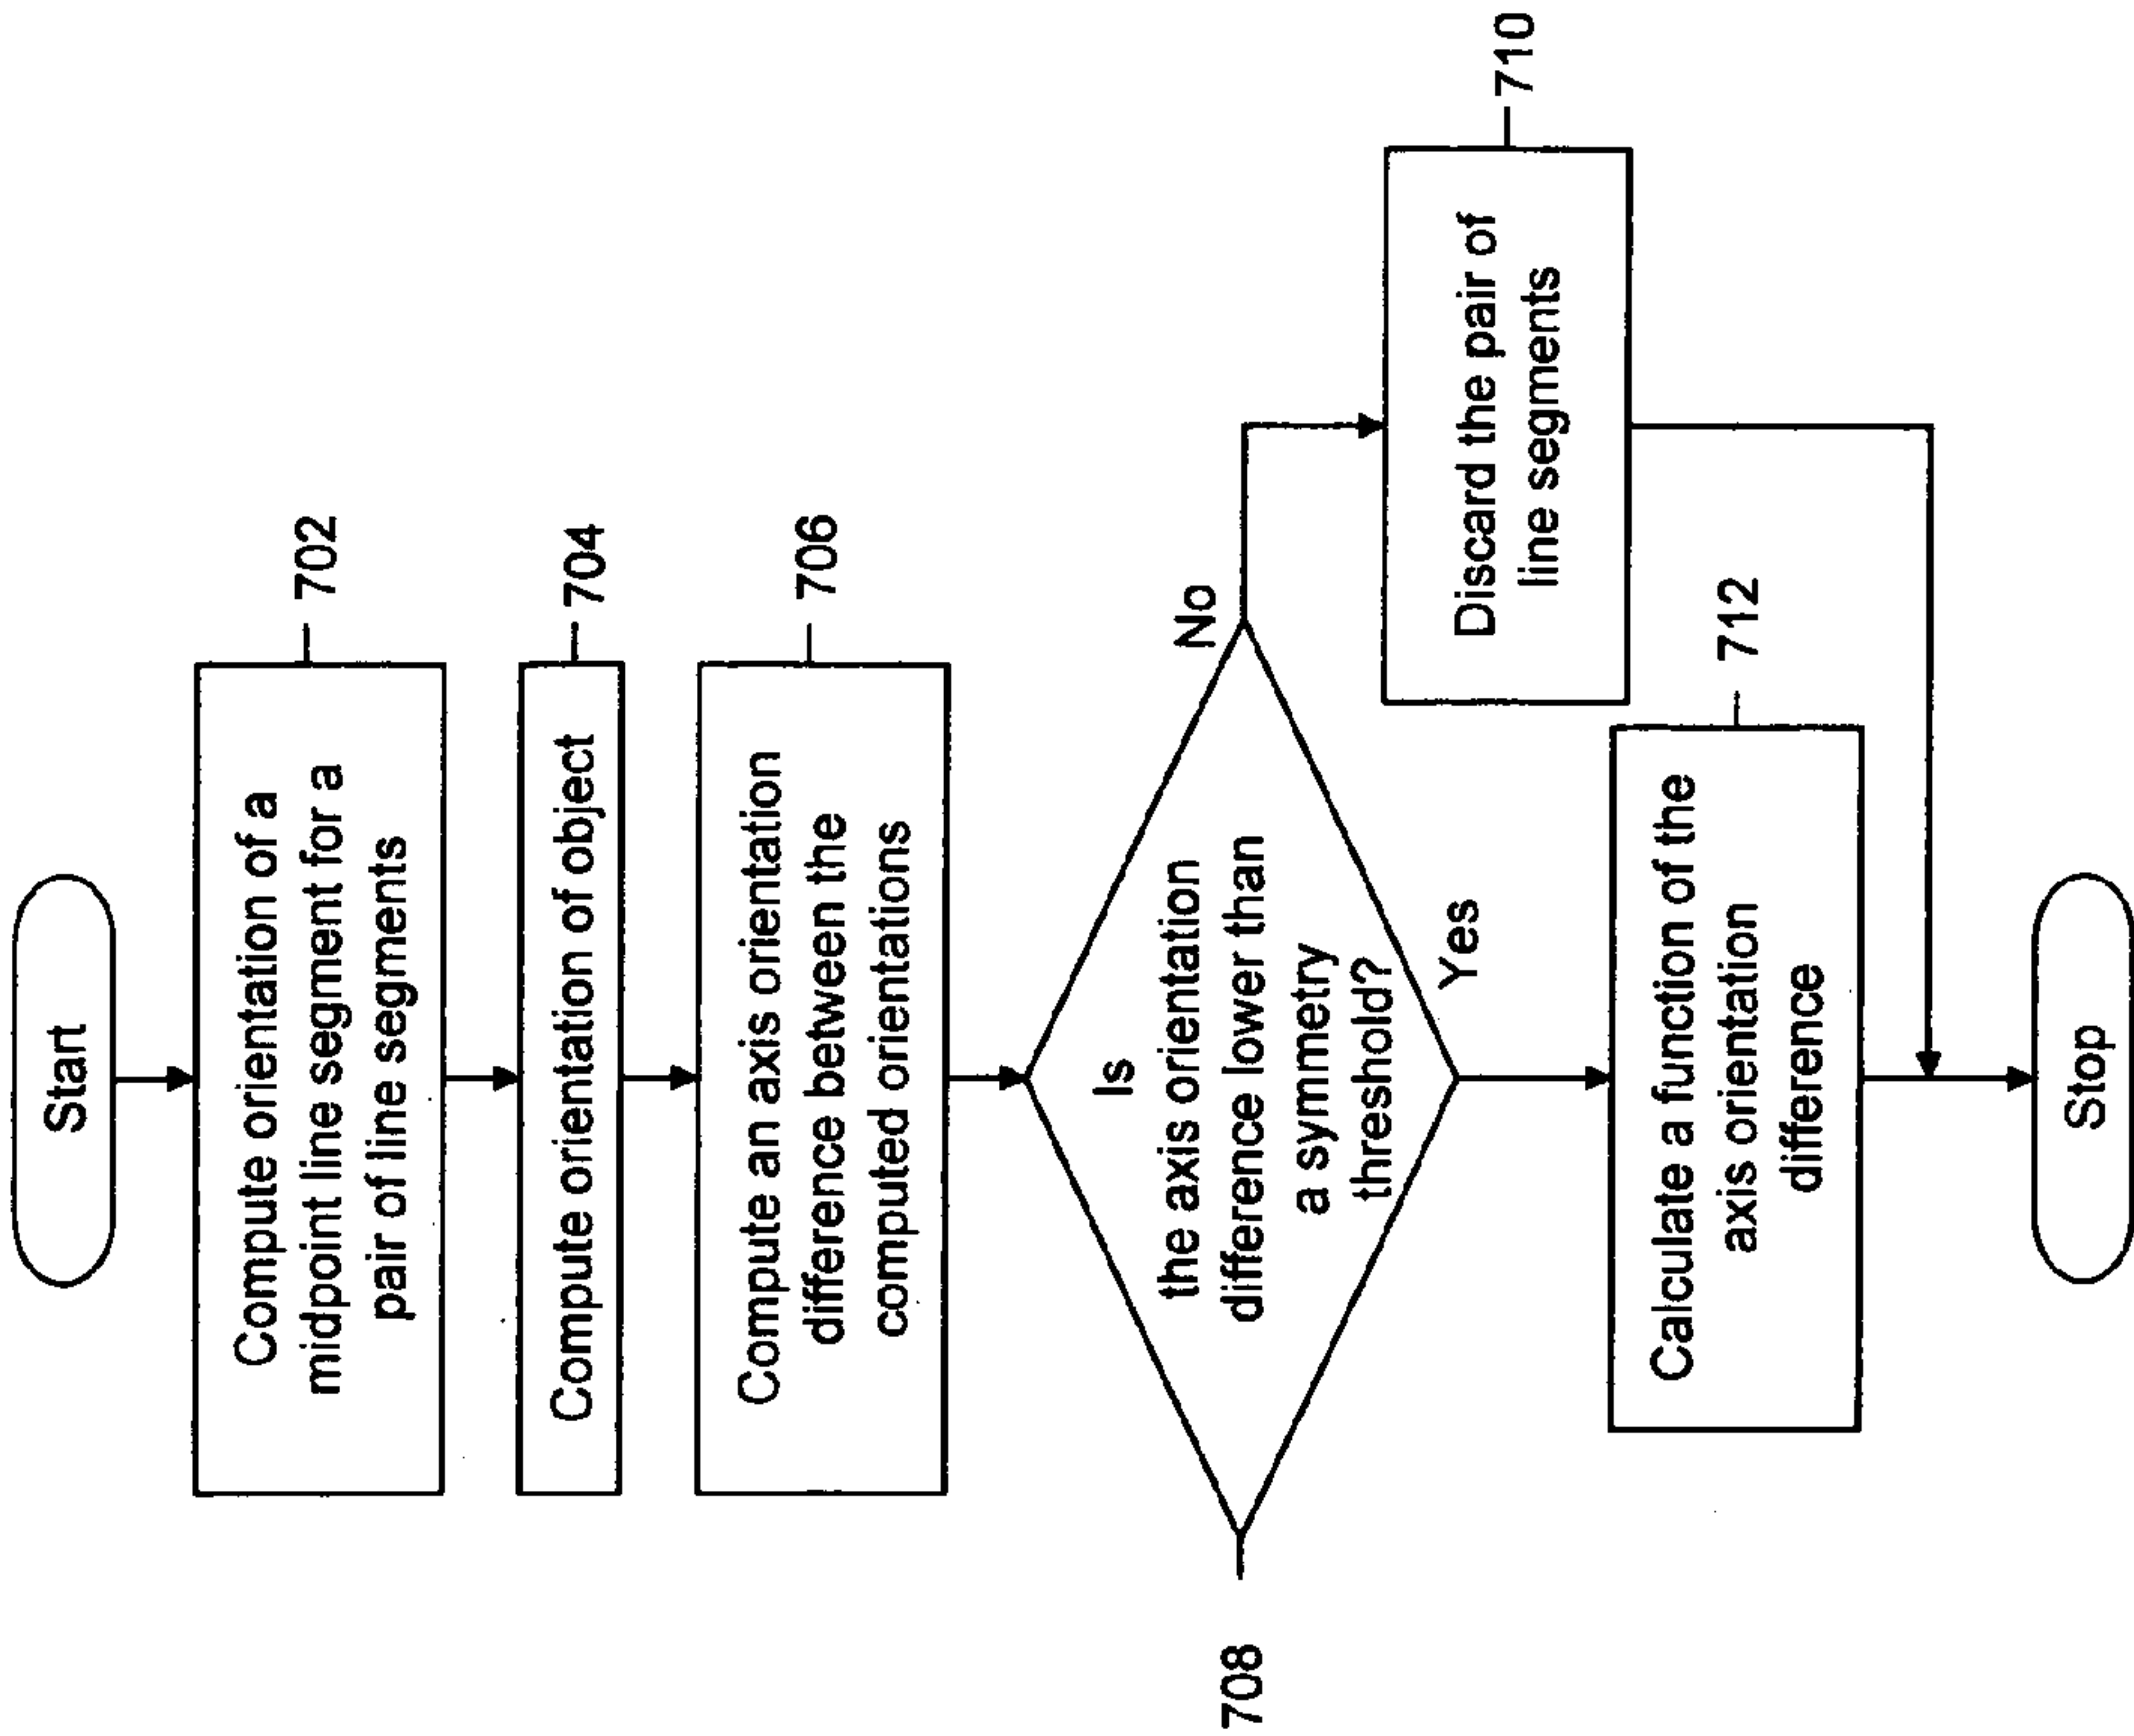 Start
Compute orientation of a
midpoint line segment for a
pair of line segments
702
Compute orientation of object
704
Compute an axis orientation
difference between the
computed orientations
706
Is
the axis orientation
difference lower than
a symmetry
threshold?
708
No
Yes
Discard the pair of
line segments
710
Calculate a function of the
axis orientation
difference
712
Stop